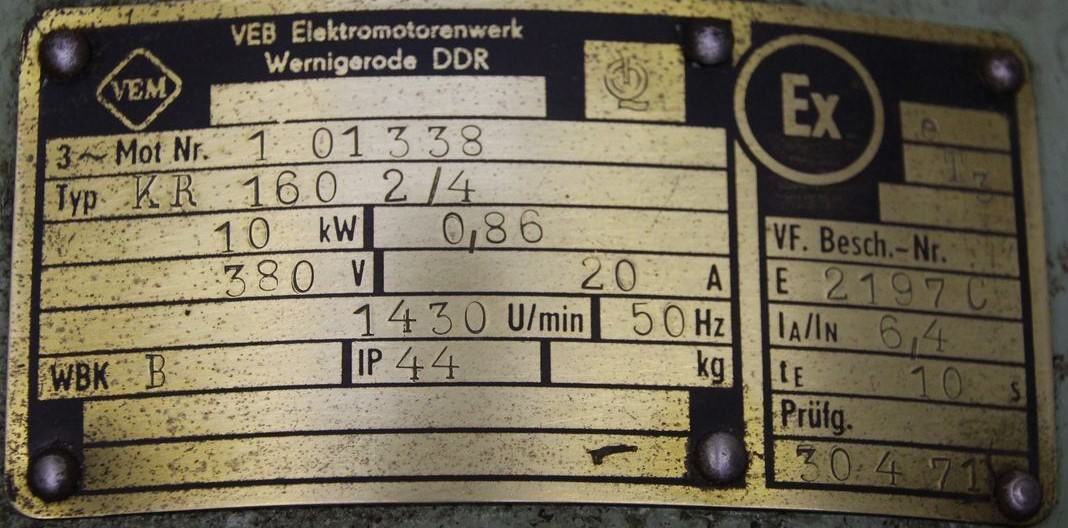 VEB Elektromotorenwerk
Wernigerode DDR
VEM
3~ Mot Nr. 1 01338
Typ KR 160 2/4
10 kW 0,86
380 V 20 A
1430 U/min 50 Hz
WBK B IP 44 kg
Ex
e
T3
VF. Besch.-Nr.
E 2197 C
IA/IN 6,4
tE 10 s
Prüfg.
30 4 71